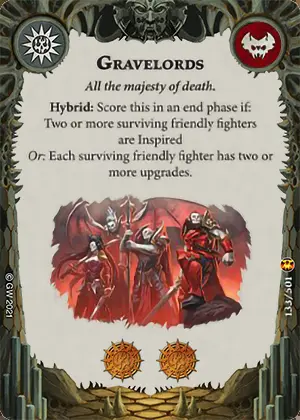 GRAVELORDS
All the majesty of death.
Hybrid: Score this in an end phase if:
Two or more surviving friendly fighters
are Inspired
Or: Each surviving friendly fighter has two or
more upgrades.
© GW 2021
133/501